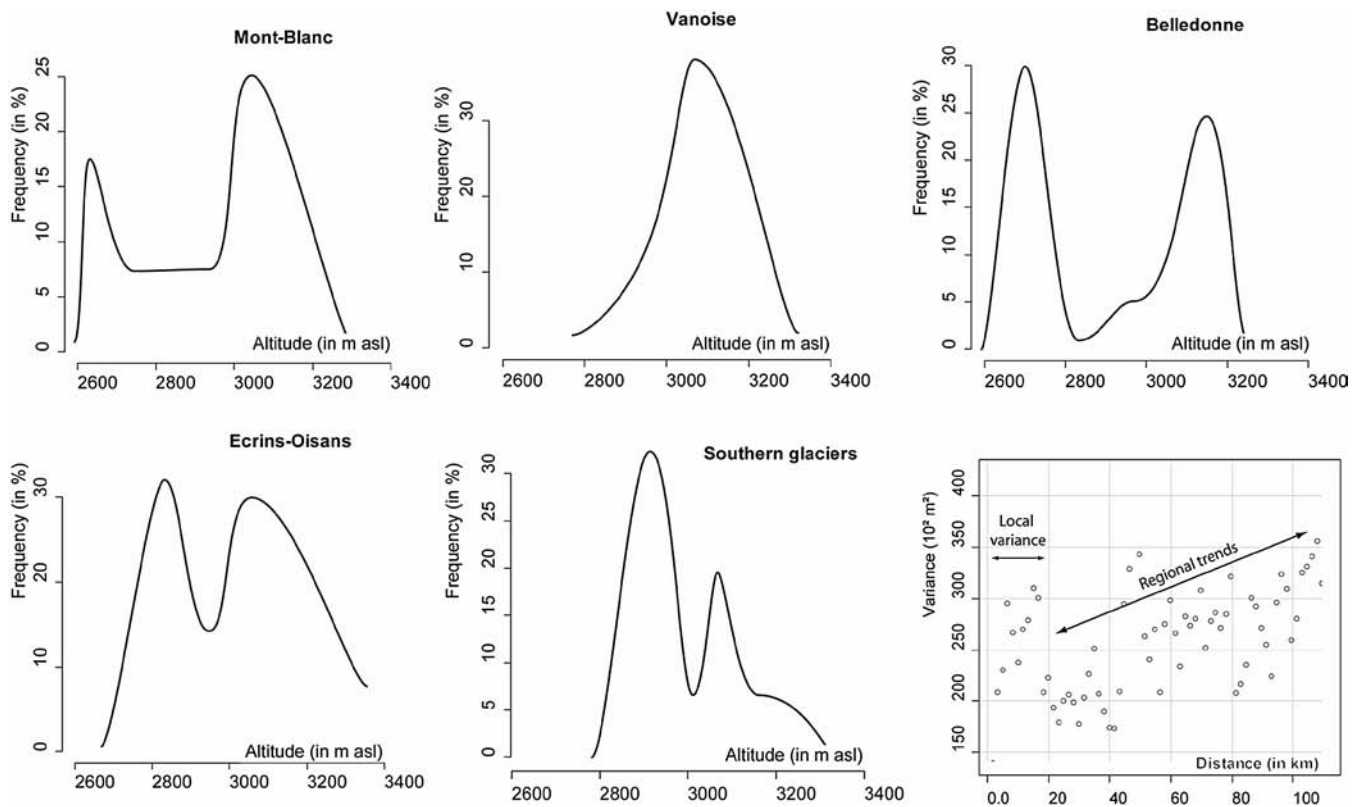 Mont-Blanc
Frequency (in %)
0 5 10 15 20 25
Altitude (in m asl)
2600 2800 3000 3200 3400
Vanoise
Frequency (in %)
0 10 20 30 30
Altitude (in m asl)
2600 2800 3000 3200 3400
Belledonne
Frequency (in %)
0 5 10 15 20 25 30
Altitude (in m asl)
2600 2800 3000 3200 3400
Ecrins-Oisans
Frequency (in %)
0 10 20 30
Altitude (in m asl)
2600 2800 3000 3200 3400
Southern glaciers
Frequency (in %)
0 5 10 15 20 25 30
Altitude (in m asl)
2600 2800 3000 3200 3400
Variance (10² m²)
150 200 250 300 350 400
Local
variance
Regional trends
Distance (in km)
0.0 20 40 60 80 100